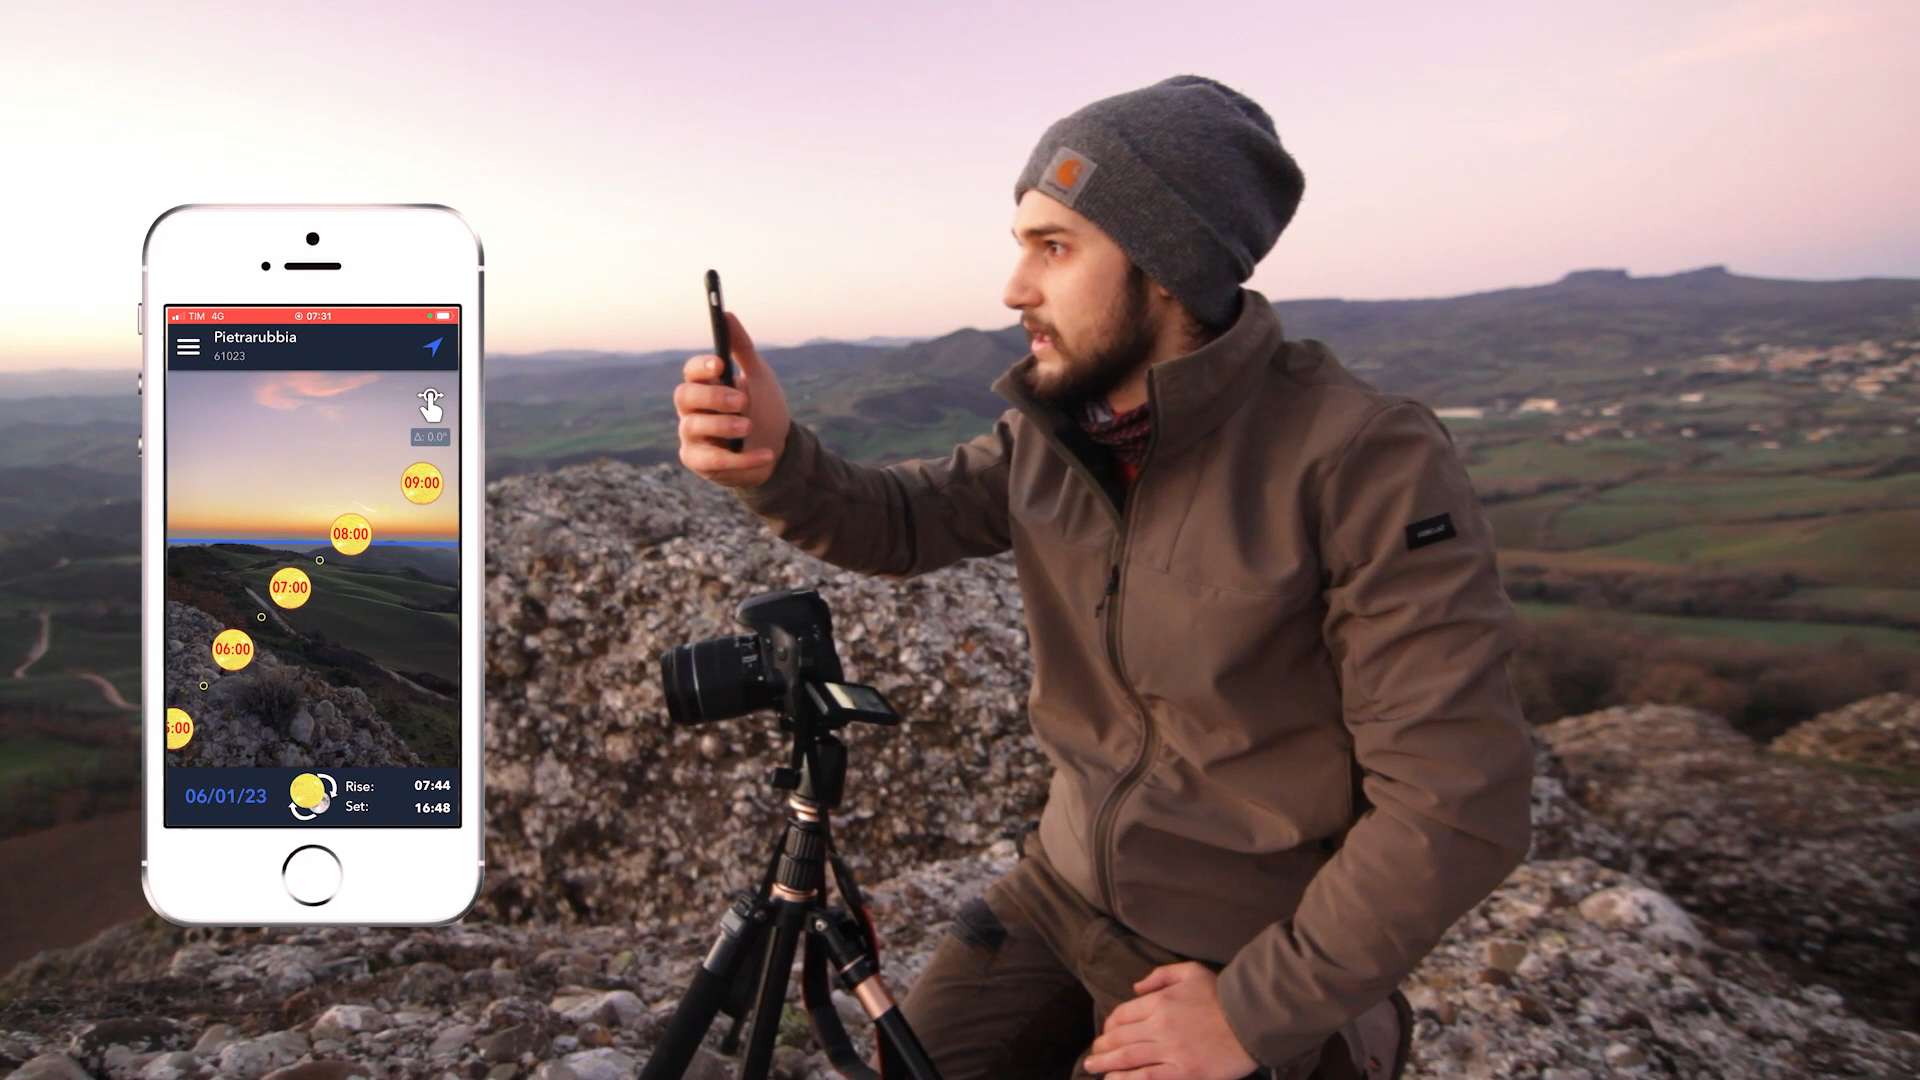 TIM 4G 07:31
Pietrarubbia
61023
Δ: 0.0°
09:00
08:00
07:00
06:00
5:00
06/01/23
Rise: 07:44
Set: 16:48